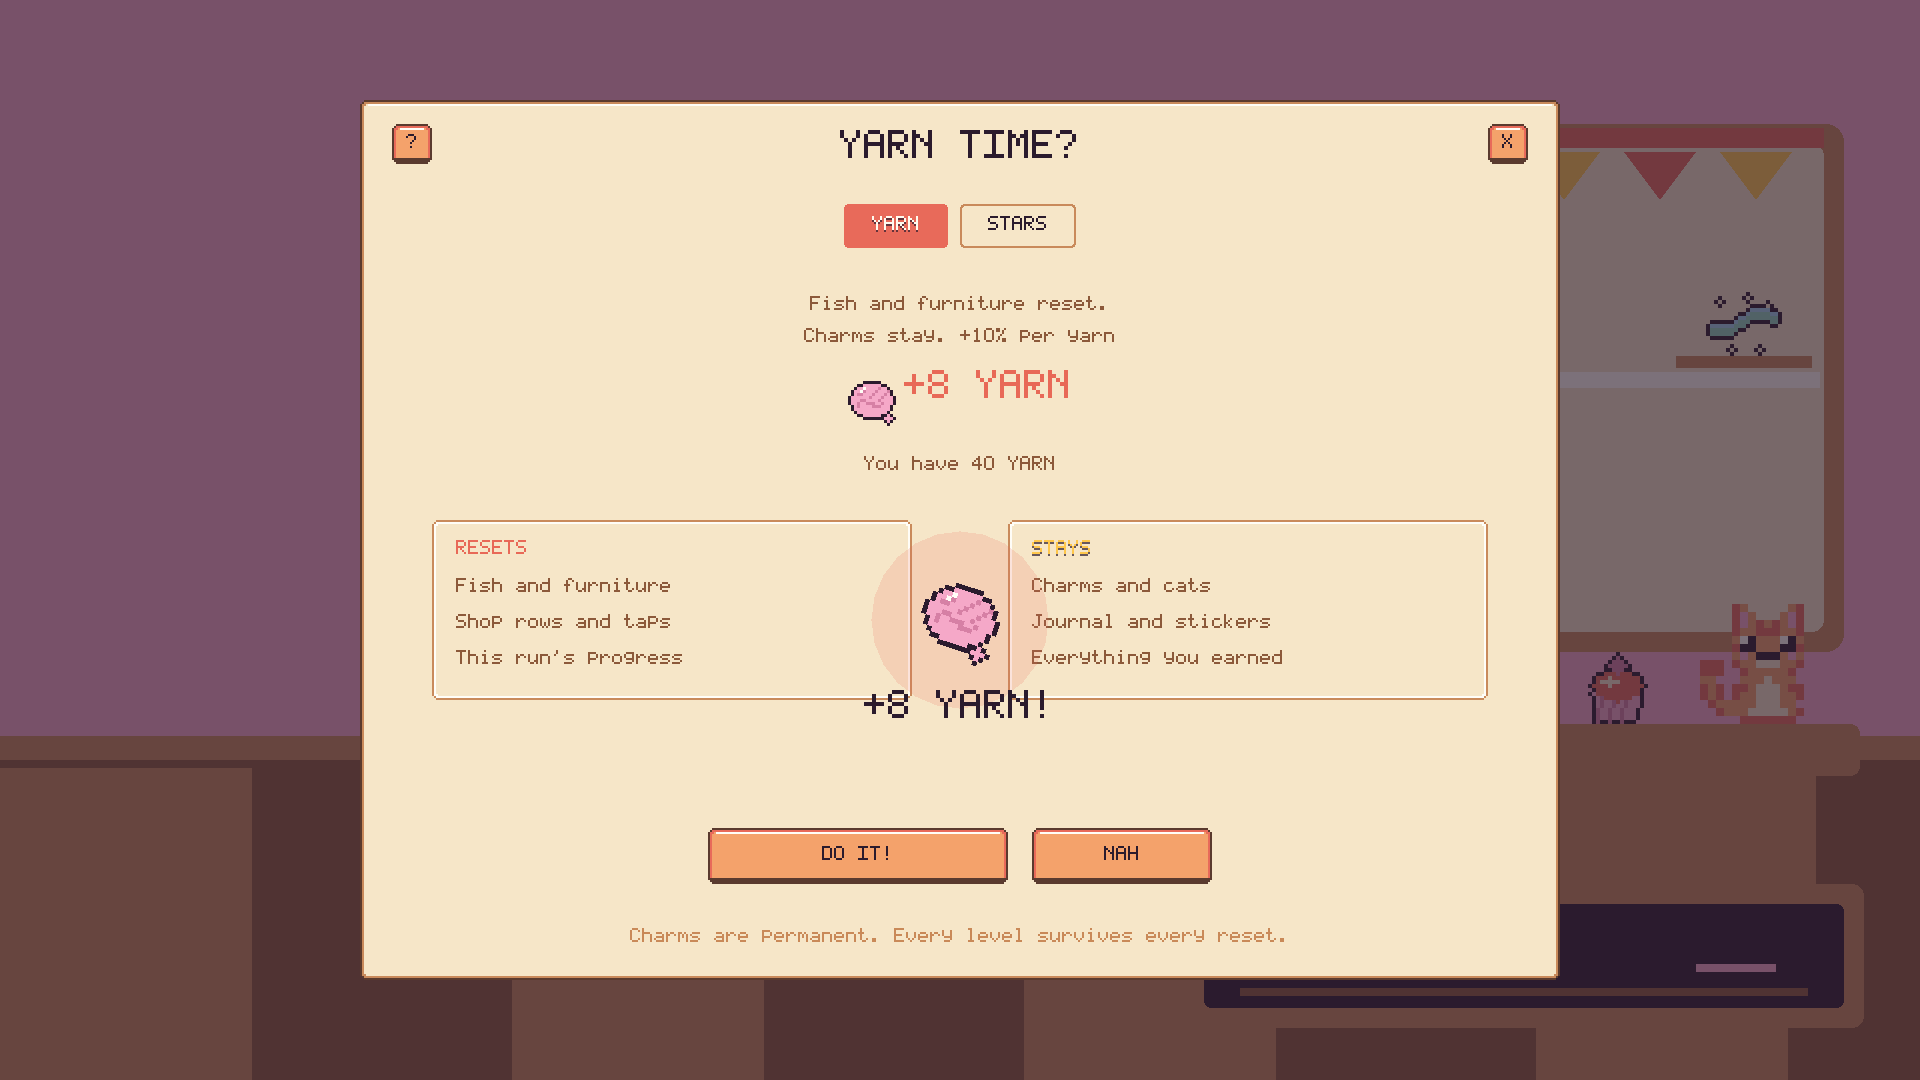 ?
YARN TIME?
X
YARN
STARS
Fish and furniture reset.
Charms stay. +10% per yarn
+8 YARN
You have 40 YARN
RESETS
Fish and furniture
Shop rows and taps
This run's progress
STAYS
Charms and cats
Journal and stickers
Everything you earned
+8 YARN!
DO IT!
NAH
Charms are permanent. Every level survives every reset.